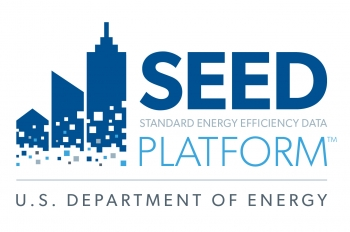 SEED
STANDARD ENERGY EFFICIENCY DATA
PLATFORM™
U.S. DEPARTMENT OF ENERGY